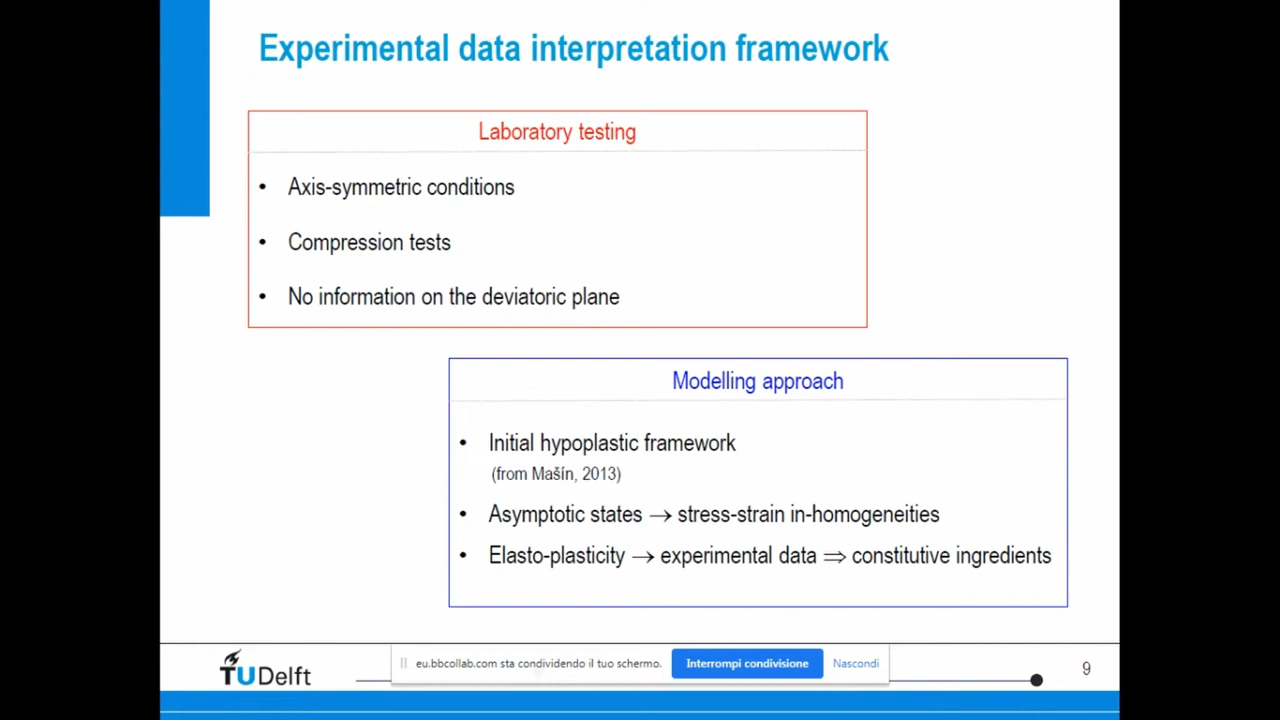 Experimental data interpretation framework
Laboratory testing
• Axis-symmetric conditions
• Compression tests
• No information on the deviatoric plane
Modelling approach
• Initial hypoplastic framework
(from Mašín, 2013)
• Asymptotic states → stress-strain in-homogeneities
• Elasto-plasticity → experimental data ⇒ constitutive ingredients
TUDelft
eu.bbcollab.com sta condividendo il tuo schermo.
Interrompi condivisione
Nascondi
9